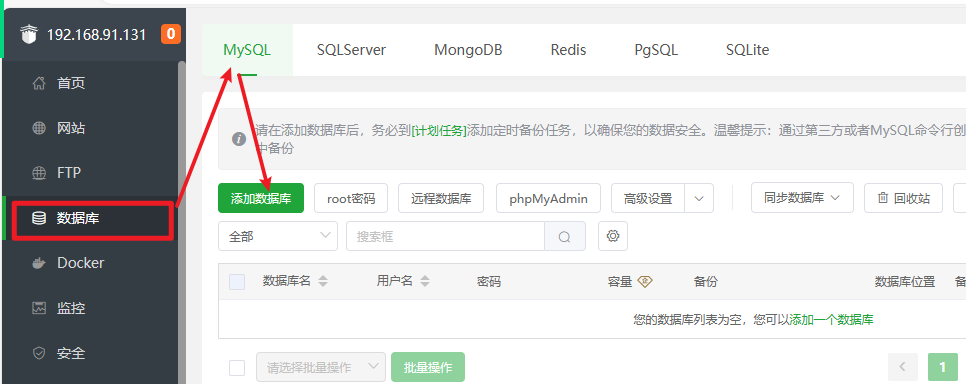 192.168.91.131 0
首页
网站
FTP
数据库
Docker
监控
安全
MySQL SQLServer MongoDB Redis PgSQL SQLite
请在添加数据库后，务必到[计划任务]添加定时备份任务，以确保您的数据安全。温馨提示：通过第三方或者MySQL命令行创
中备份
添加数据库 root密码 远程数据库 phpMyAdmin 高级设置 同步数据库 回收站
全部 搜索框
数据库名 用户名 密码 容量 备份 数据库位置 备
您的数据库列表为空，您可以添加一个数据库
请选择批量操作 批量操作 1